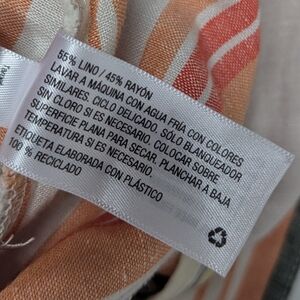 55% LINO / 45% RAYÓN
LAVAR A MÁQUINA CON AGUA FRÍA CON COLORES
SIMILARES. CICLO DELICADO. SÓLO BLANQUEADOR
SIN CLORO SI ES NECESARIO. COLOCAR SOBRE
SUPERFICIE PLANA PARA SECAR. PLANCHAR A BAJA
TEMPERATURA SI ES NECESARIO.
ETIQUETA ELABORADA CON PLÁSTICO
100 % RECICLADO